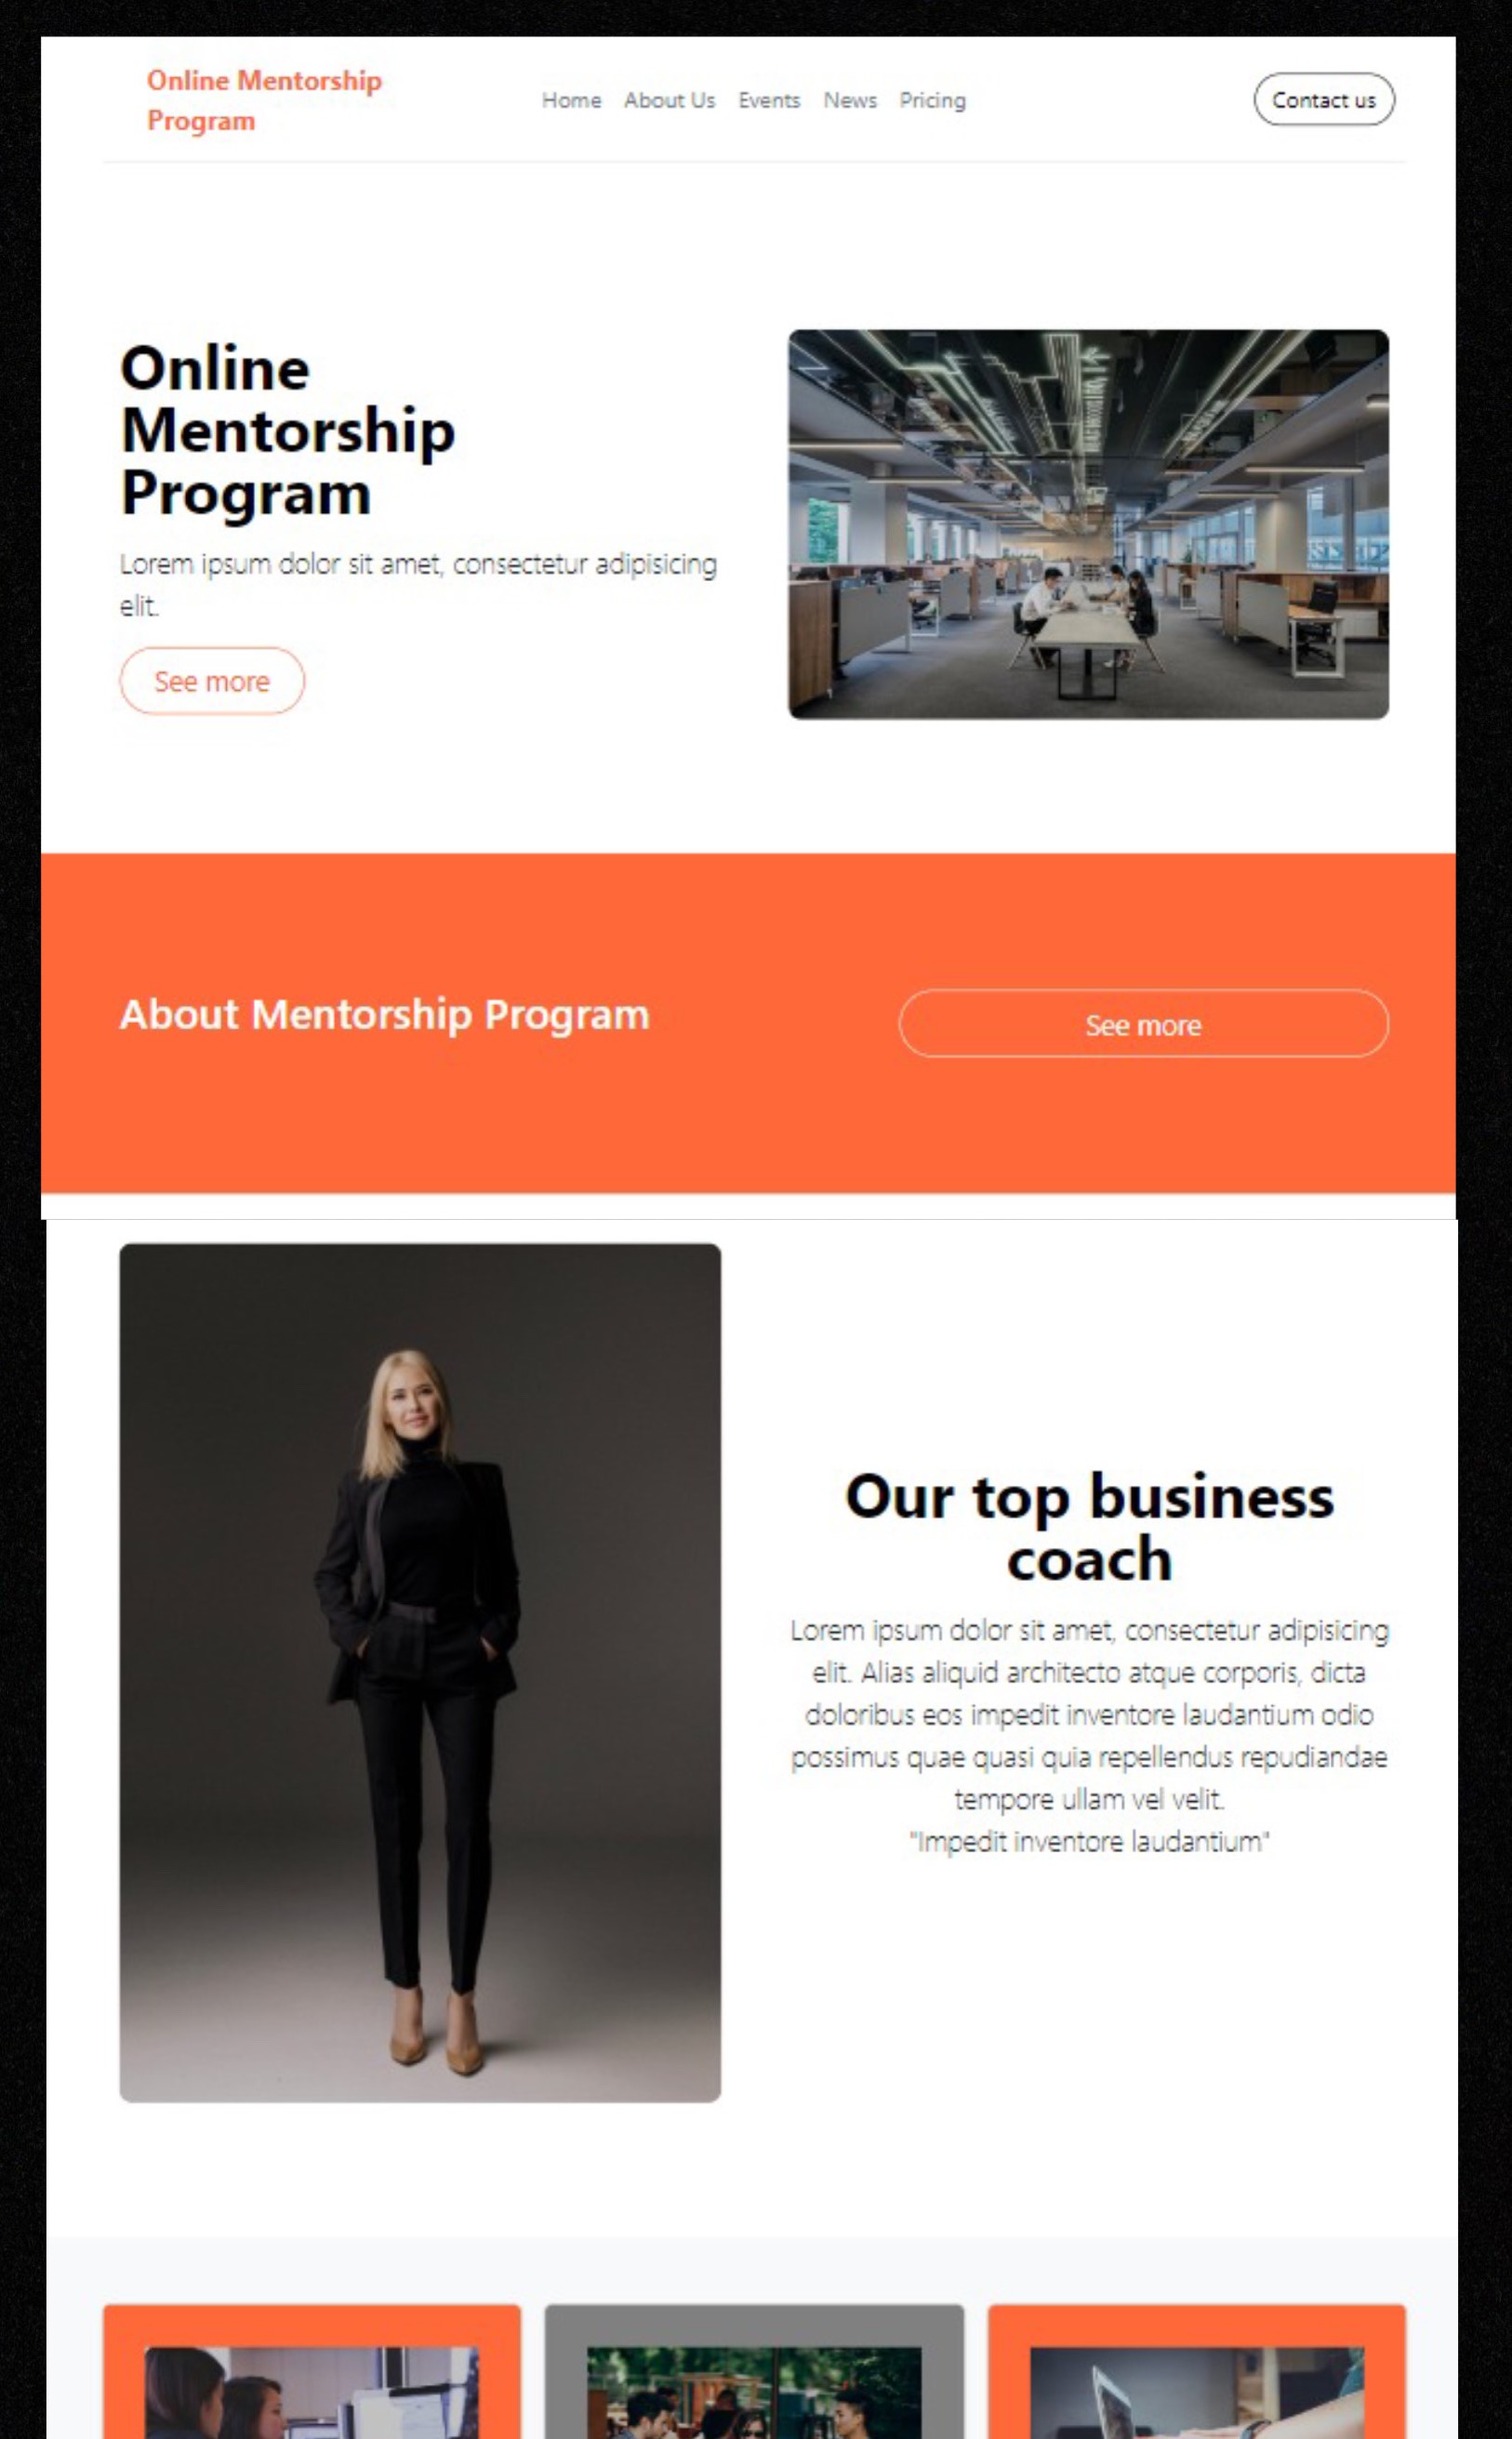 Online Mentorship
Program
Home About Us Events News Pricing
Contact us
Online
Mentorship
Program
Lorem ipsum dolor sit amet, consectetur adipisicing
elit.
See more
About Mentorship Program
See more
Our top business
coach
Lorem ipsum dolor sit amet, consectetur adipisicing
elit. Alias aliquid architecto atque corporis, dicta
doloribus eos impedit inventore laudantium odio
possimus quae quasi quia repellendus repudiandae
tempore ullam vel velit.
"Impedit inventore laudantium"